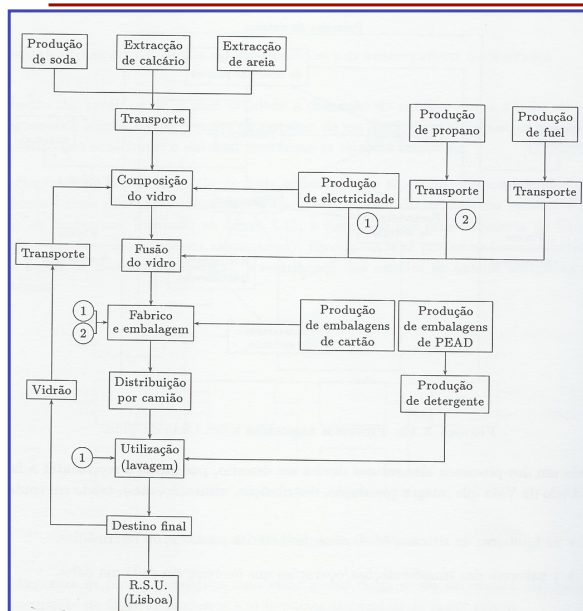 Produção
de soda
Extracção
de calcário
Extracção
de areia
Transporte
Produção
de propano
Produção
de fuel
Composição
do vidro
Produção
de electricidade
Transporte
Transporte
1
2
Transporte
Fusão
do vidro
1
2
Fabrico
e embalagem
Produção
de embalagens
de cartão
Produção
de embalagens
de PEAD
Vidrão
Distribuição
por camião
Produção
de detergente
1
Utilização
(lavagem)
Destino final
R.S.U.
(Lisboa)